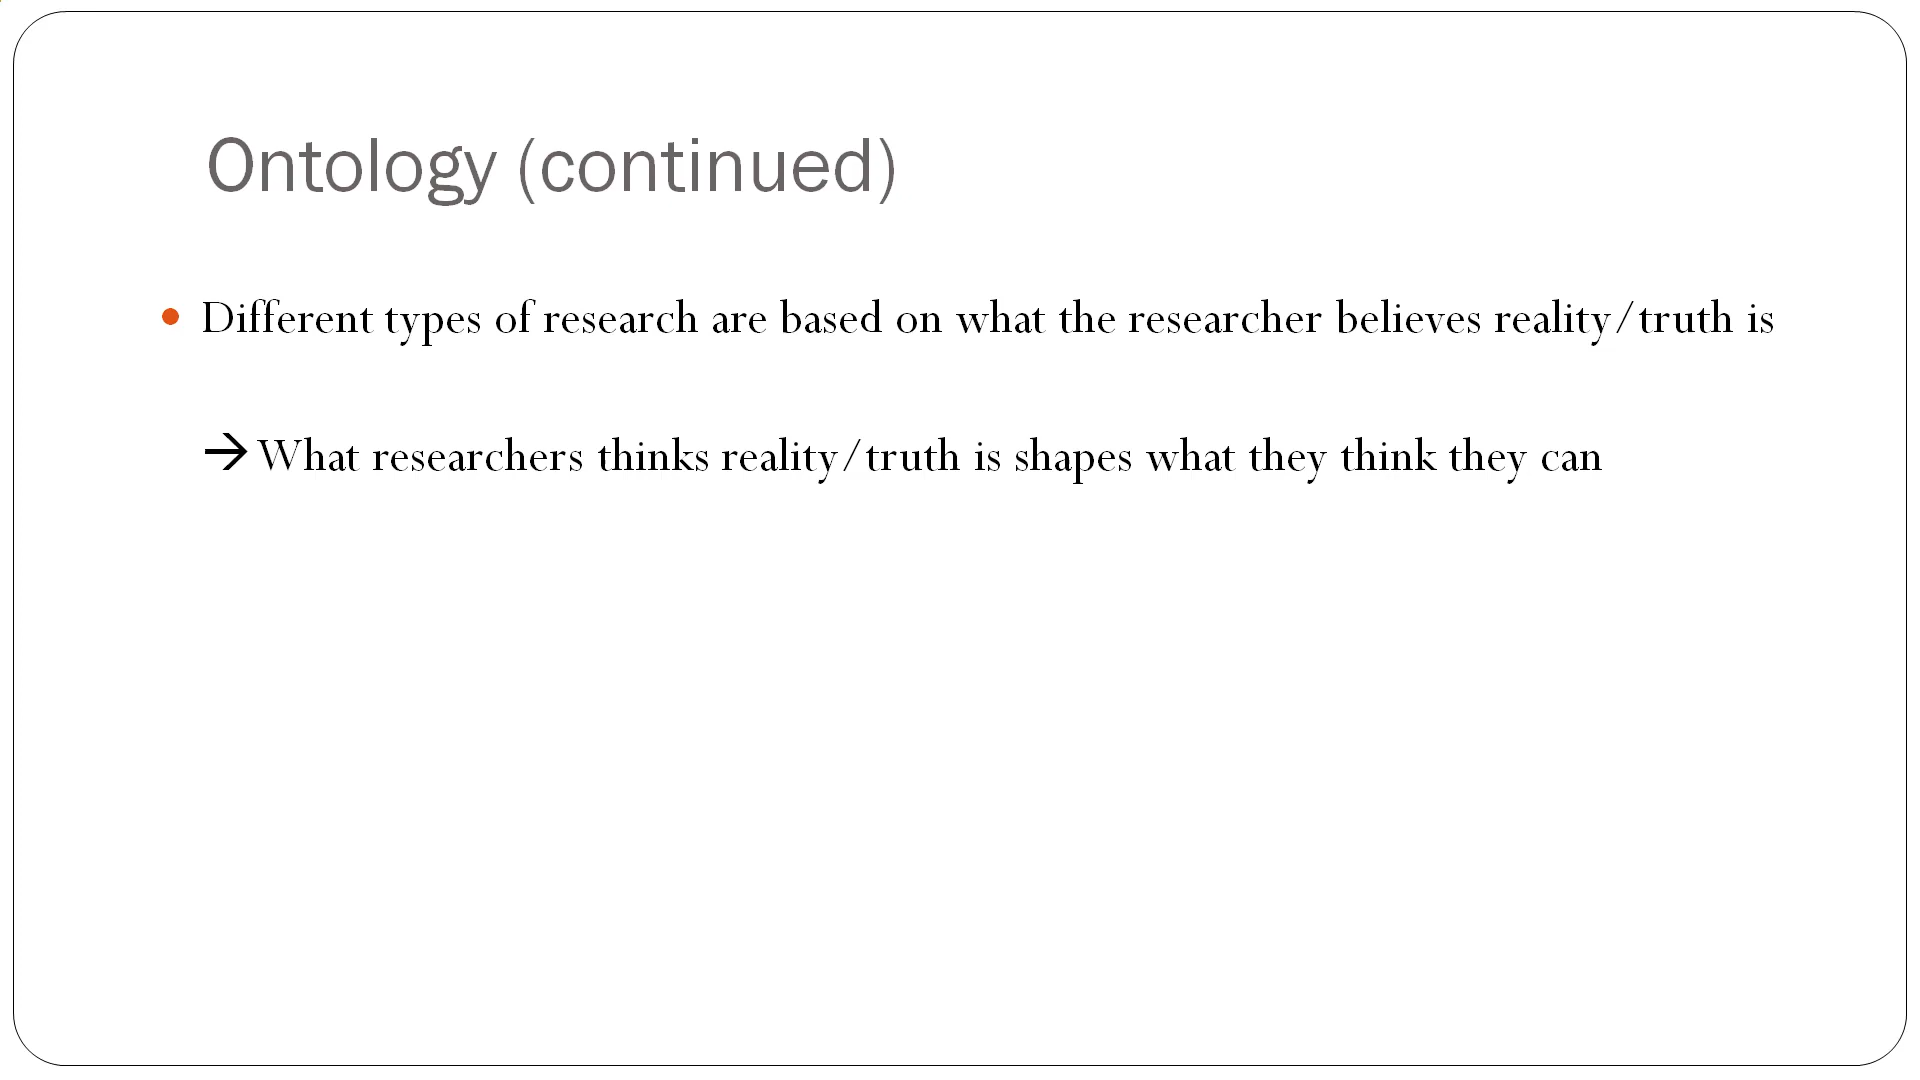 Ontology (continued)
• Different types of research are based on what the researcher believes reality/truth is
→ What researchers thinks reality/truth is shapes what they think they can